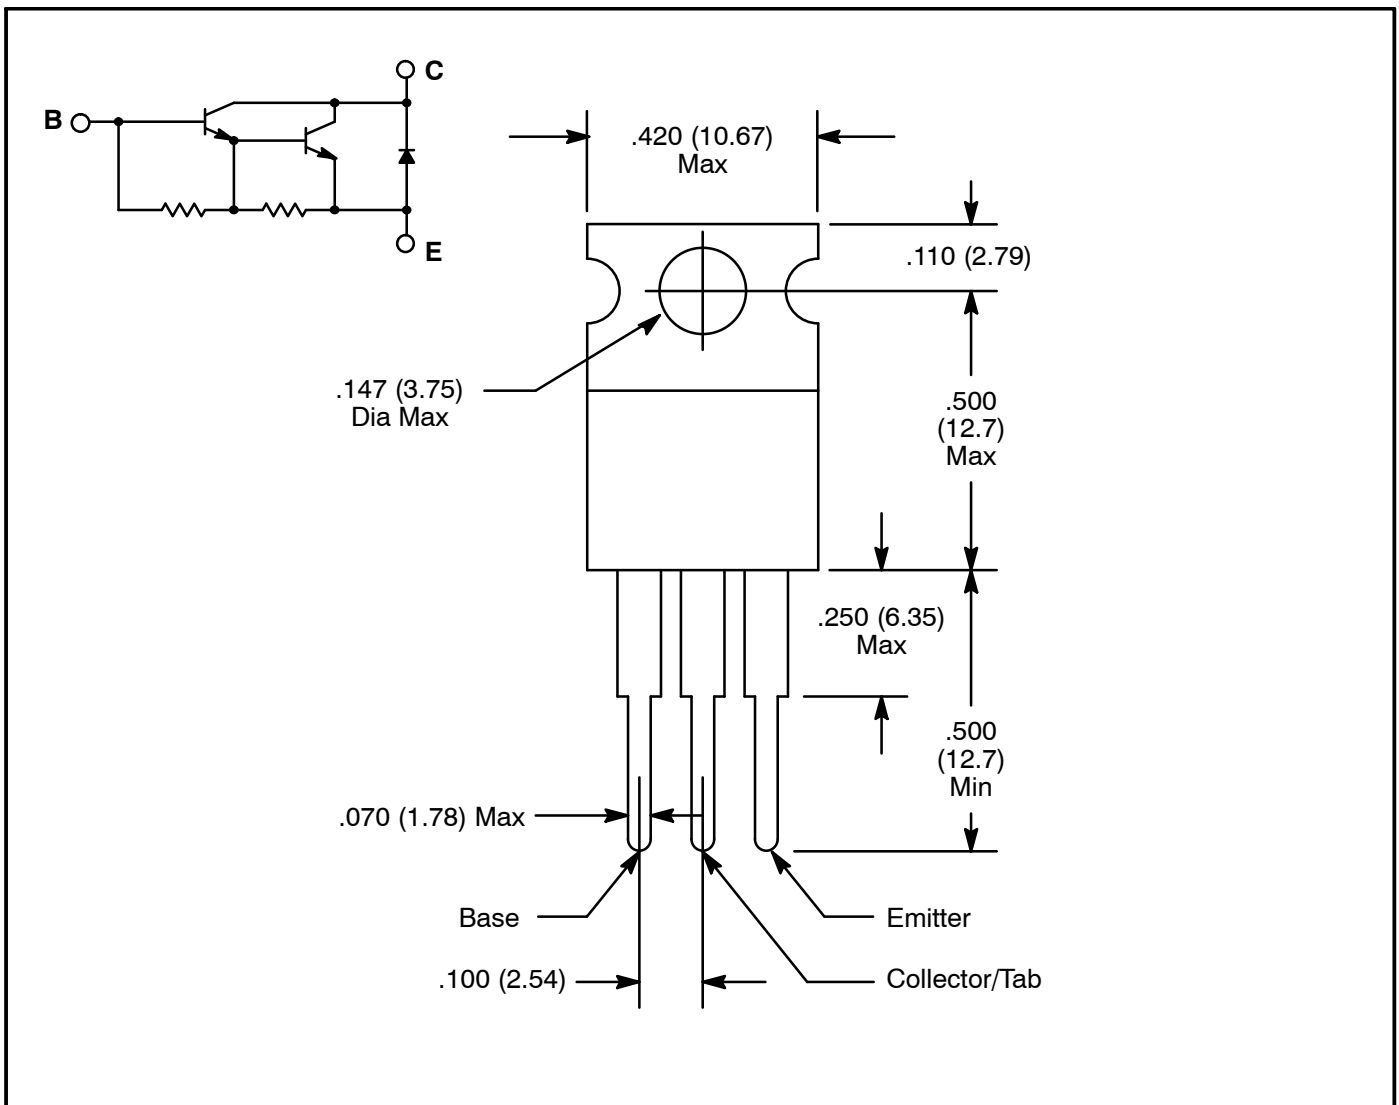 C
B
E
.420 (10.67)
Max
.110 (2.79)
.147 (3.75)
Dia Max
.500
(12.7)
Max
.250 (6.35)
Max
.500
(12.7)
Min
.070 (1.78) Max
Base
Emitter
.100 (2.54)
Collector/Tab